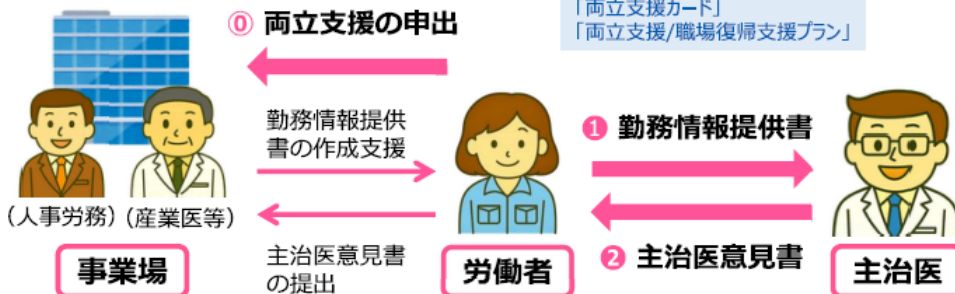 「両立支援カード」
「両立支援/職場復帰支援プラン」
⓪ 両立支援の申出
勤務情報提供
書の作成支援
❶ 勤務情報提供書
(人事労務)
(産業医等)
主治医意見書
の提出
❷ 主治医意見書
事業場
労働者
主治医